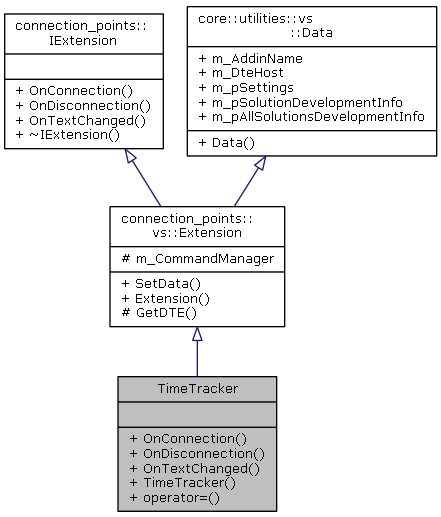 connection_points::
IExtension
+ OnConnection()
+ OnDisconnection()
+ OnTextChanged()
+ ~IExtension()
core::utilities::vs
::Data
+ m_AddinName
+ m_DteHost
+ m_pSettings
+ m_pSolutionDevelopmentInfo
+ m_pAllSolutionsDevelopmentInfo
+ Data()
connection_points::
vs::Extension
# m_CommandManager
+ SetData()
+ Extension()
# GetDTE()
TimeTracker
+ OnConnection()
+ OnDisconnection()
+ OnTextChanged()
+ TimeTracker()
+ operator=()